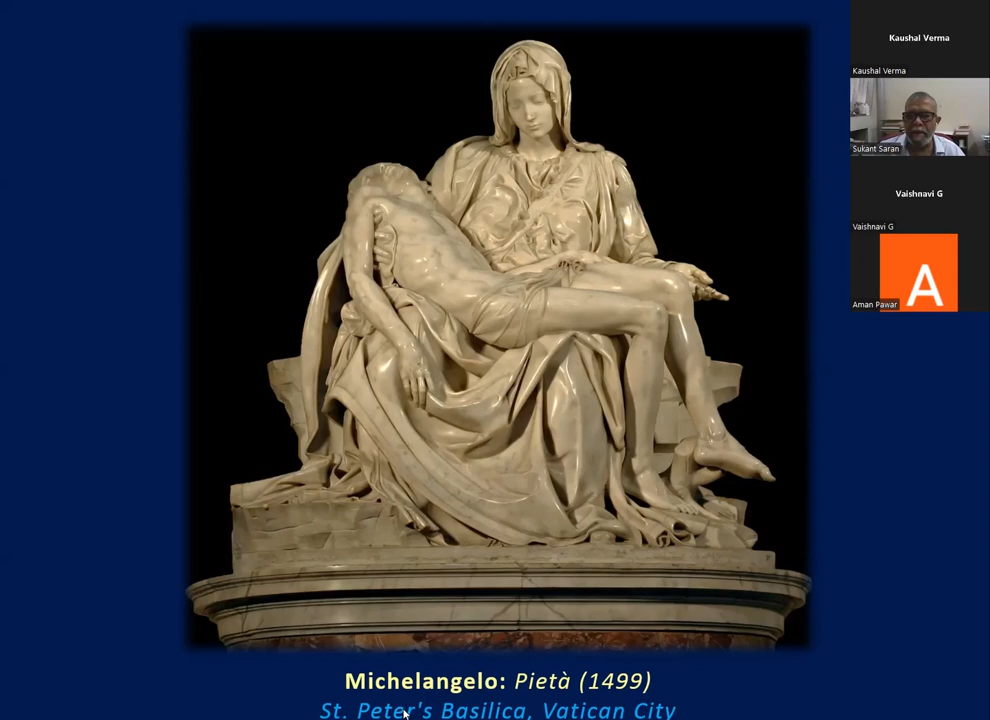 Kaushal Verma
Kaushal Verma
Sukant Saran
Vaishnavi G
Vaishnavi G
A
Aman Pawar
Michelangelo: Pietà (1499)
St. Peter's Basilica, Vatican City